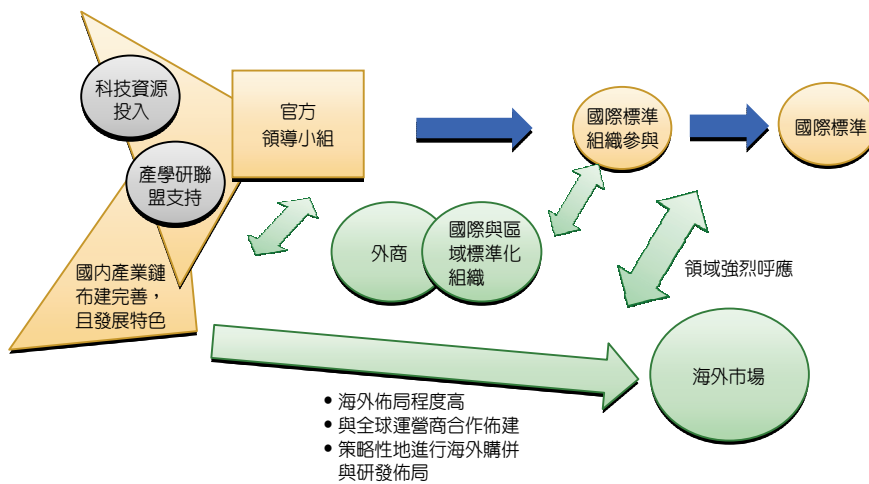 科技資源
投入
官方
領導小組
國際標準
組織參與
國際標準
產學研聯
盟支持
外商
國際與區
域標準化
組織
國內產業鏈
布建完善，
且發展特色
領域強烈呼應
海外市場
• 海外佈局程度高
• 與全球運營商合作佈建
• 策略性地進行海外購併
與研發佈局